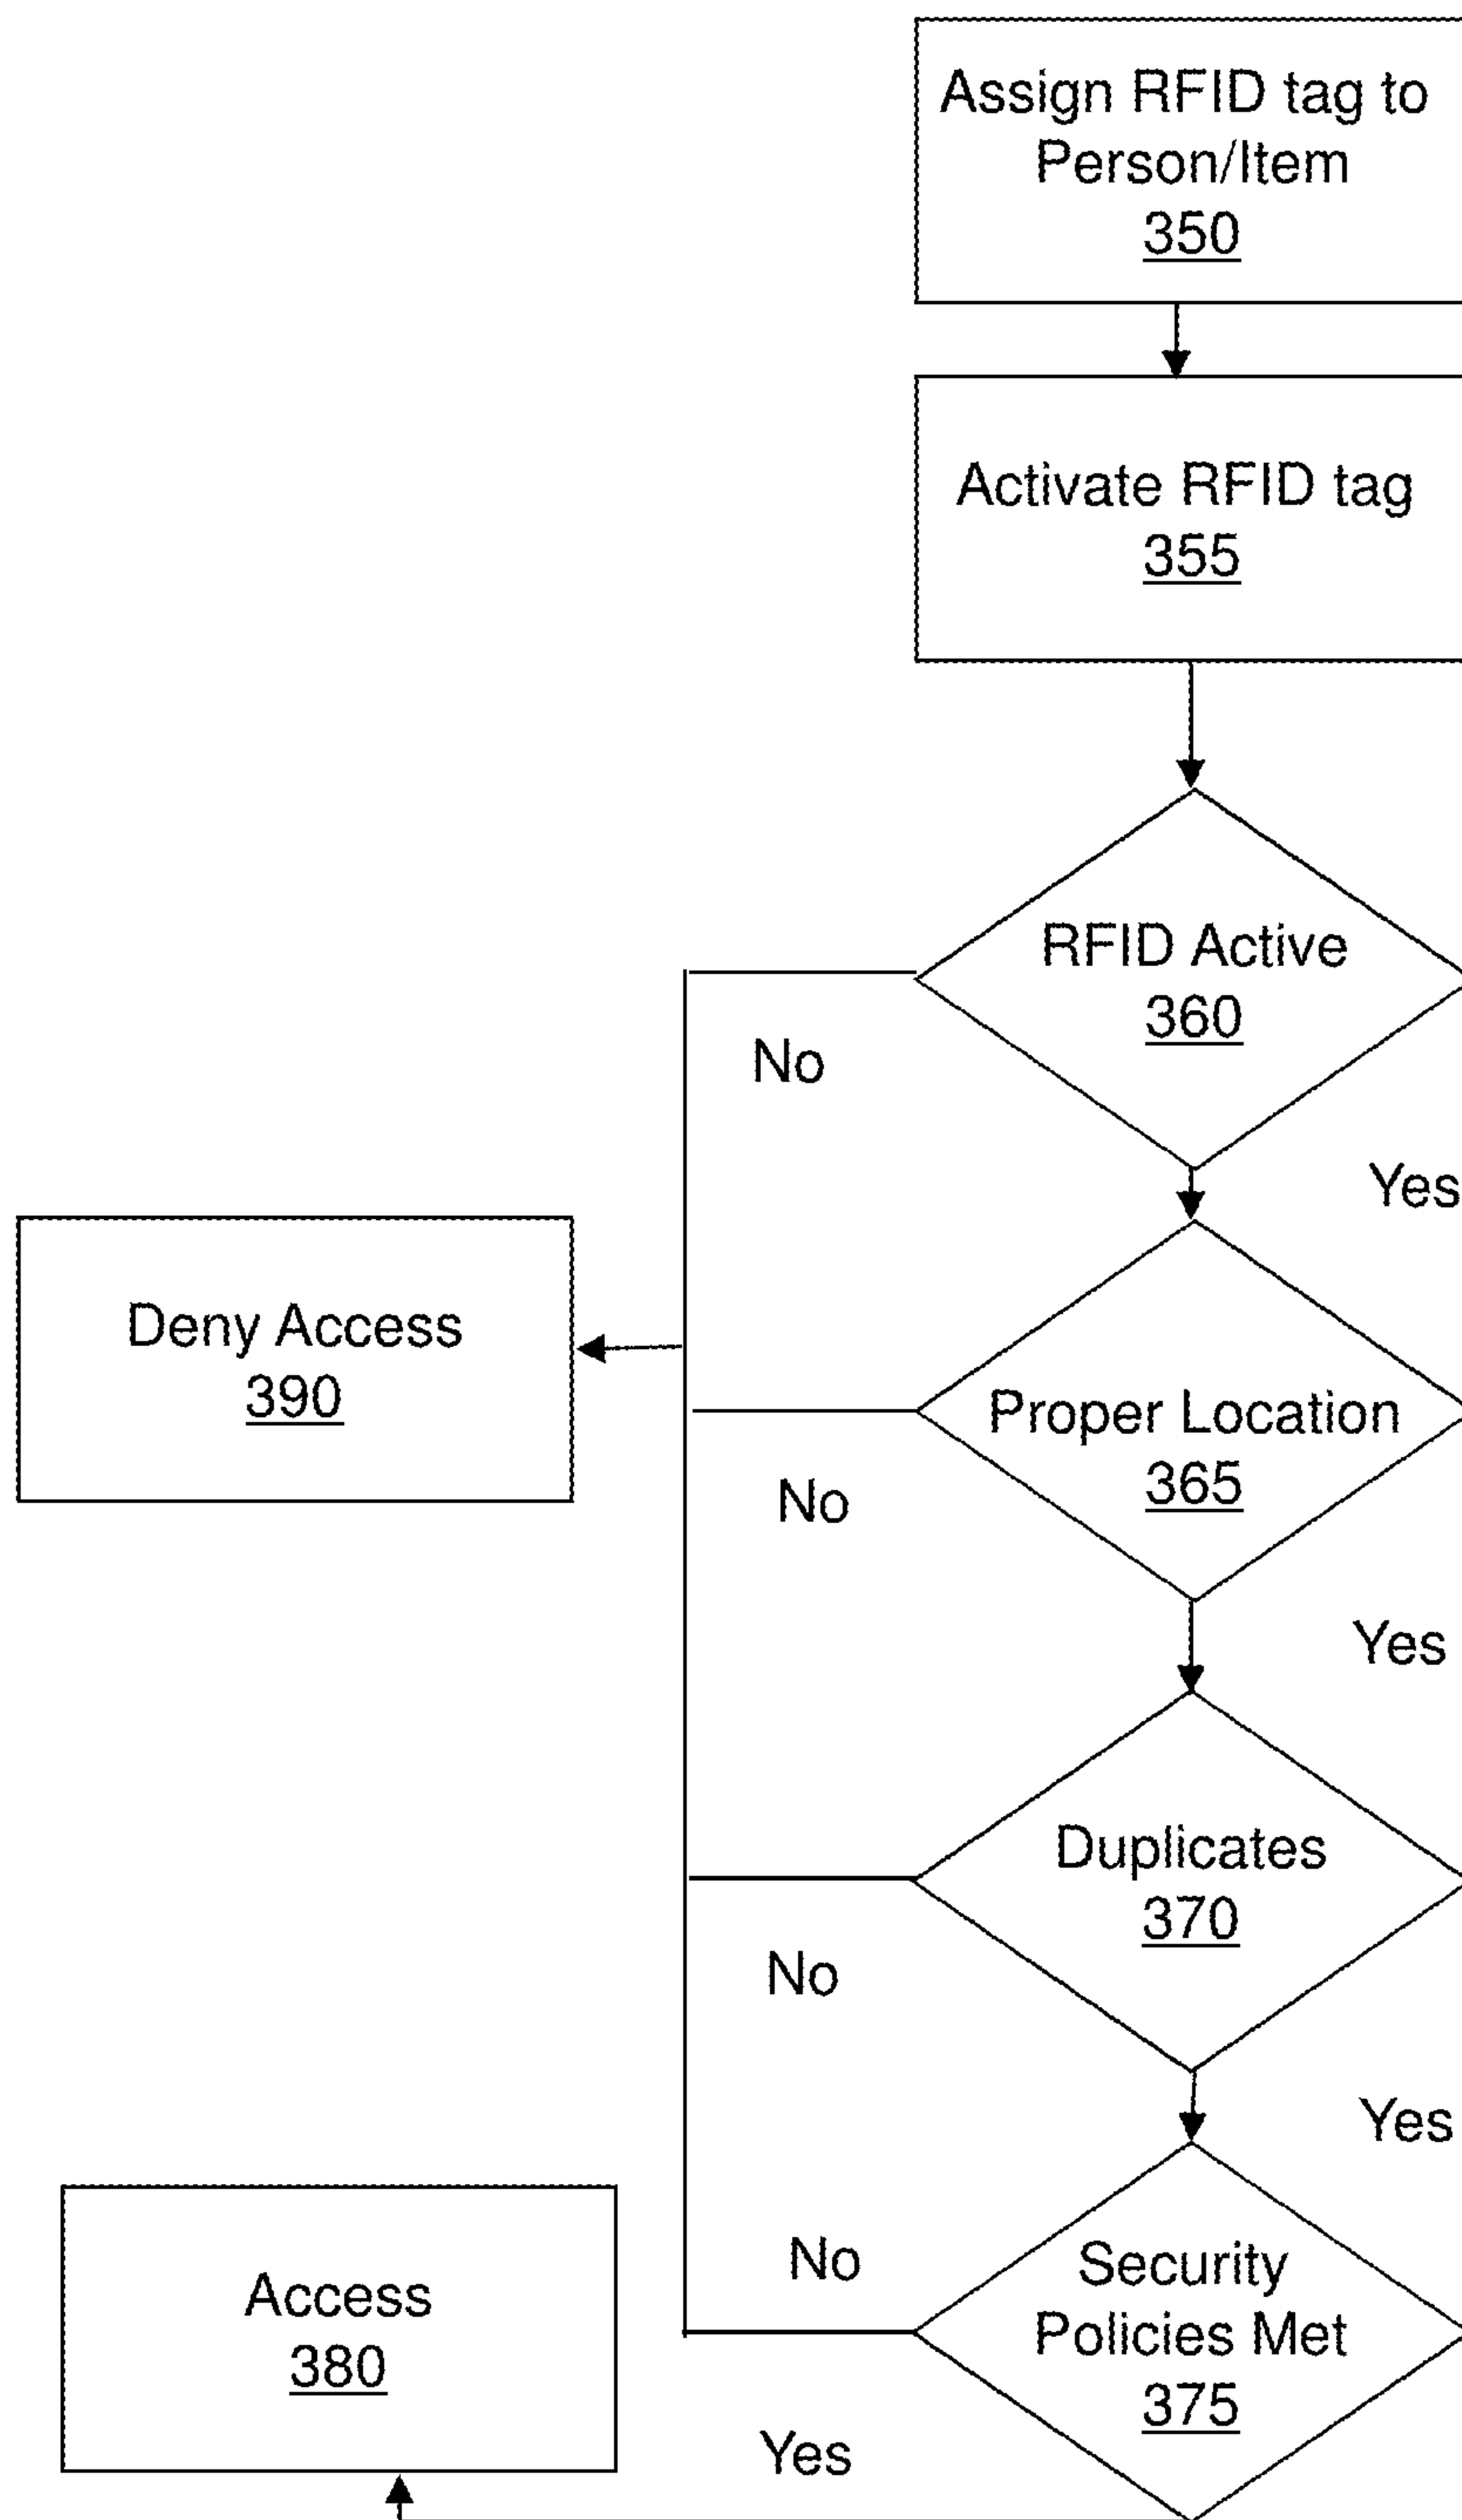 Assign RFID tag to
Person/Item
350
Activate RFID tag
355
RFID Active
360
No
Yes
Deny Access
390
Proper Location
365
No
Yes
Duplicates
370
No
Yes
Security
Policies Met
375
No
Access
380
Yes